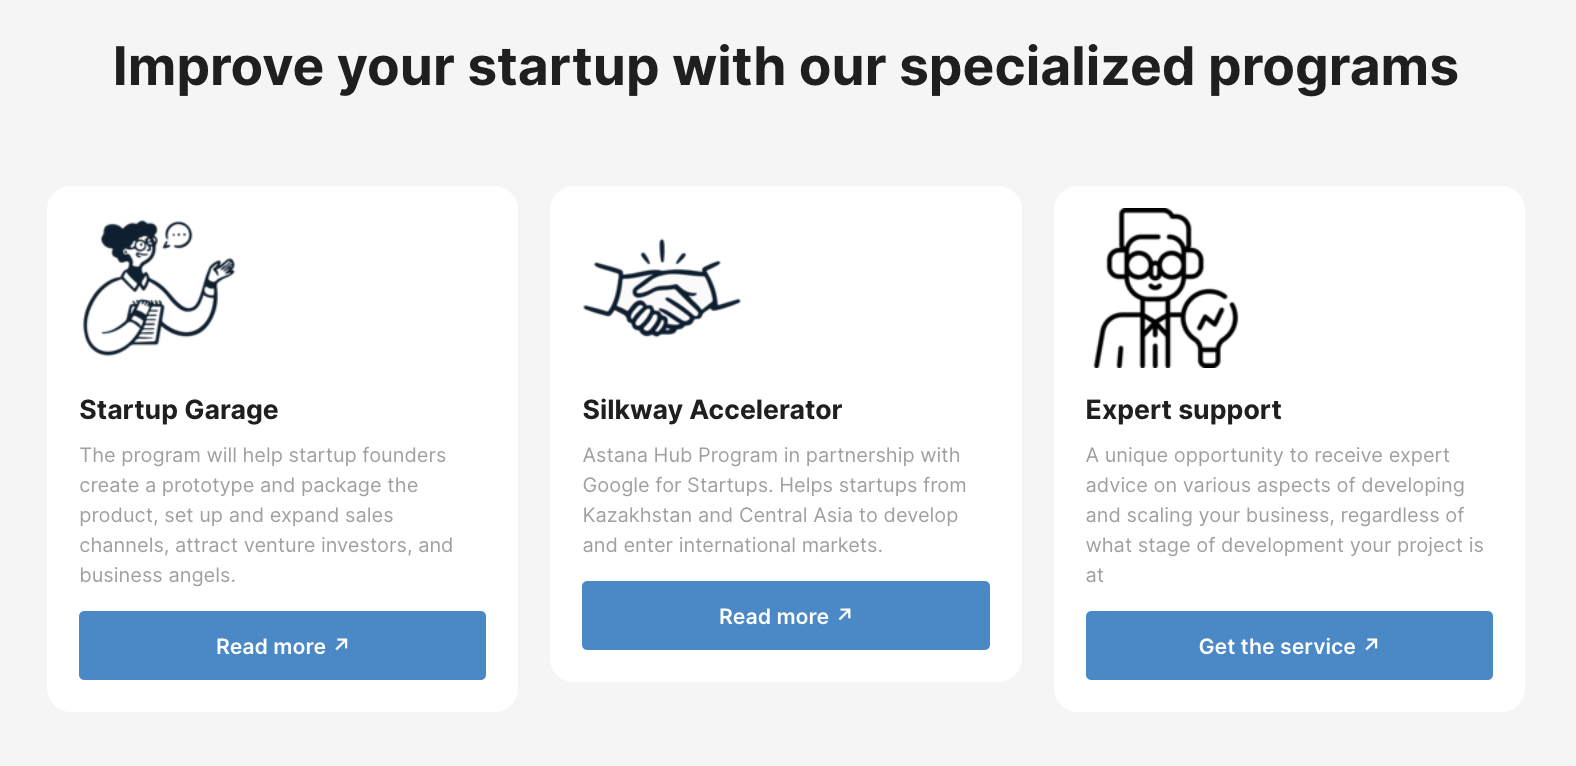 Improve your startup with our specialized programs
Startup Garage
The program will help startup founders
create a prototype and package the
product, set up and expand sales
channels, attract venture investors, and
business angels.
Read more ↗
Silkway Accelerator
Astana Hub Program in partnership with
Google for Startups. Helps startups from
Kazakhstan and Central Asia to develop
and enter international markets.
Read more ↗
Expert support
A unique opportunity to receive expert
advice on various aspects of developing
and scaling your business, regardless of
what stage of development your project is
at
Get the service ↗